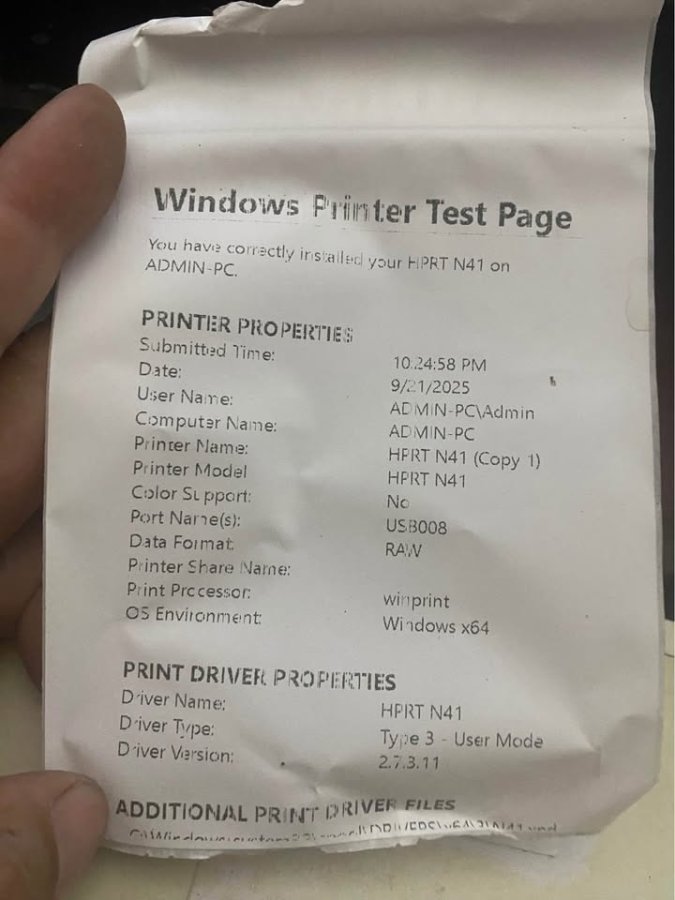 Windows Printer Test Page
You have correctly installed your HPRT N41 on
ADMIN-PC.
PRINTER PROPERTIES
Submitted Time: 10:24:58 PM
Date: 9/21/2025
User Name: ADMIN-PC\Admin
Computer Name: ADMIN-PC
Printer Name: HPRT N41 (Copy 1)
Printer Model HPRT N41
Color Support: No
Port Name(s): USB008
Data Format: RAW
Printer Share Name:
Print Processor: winprint
OS Environment: Windows x64
PRINT DRIVER PROPERTIES
Driver Name: HPRT N41
Driver Type: Type 3 - User Mode
Driver Version: 2.7.3.11
ADDITIONAL PRINT DRIVER FILES